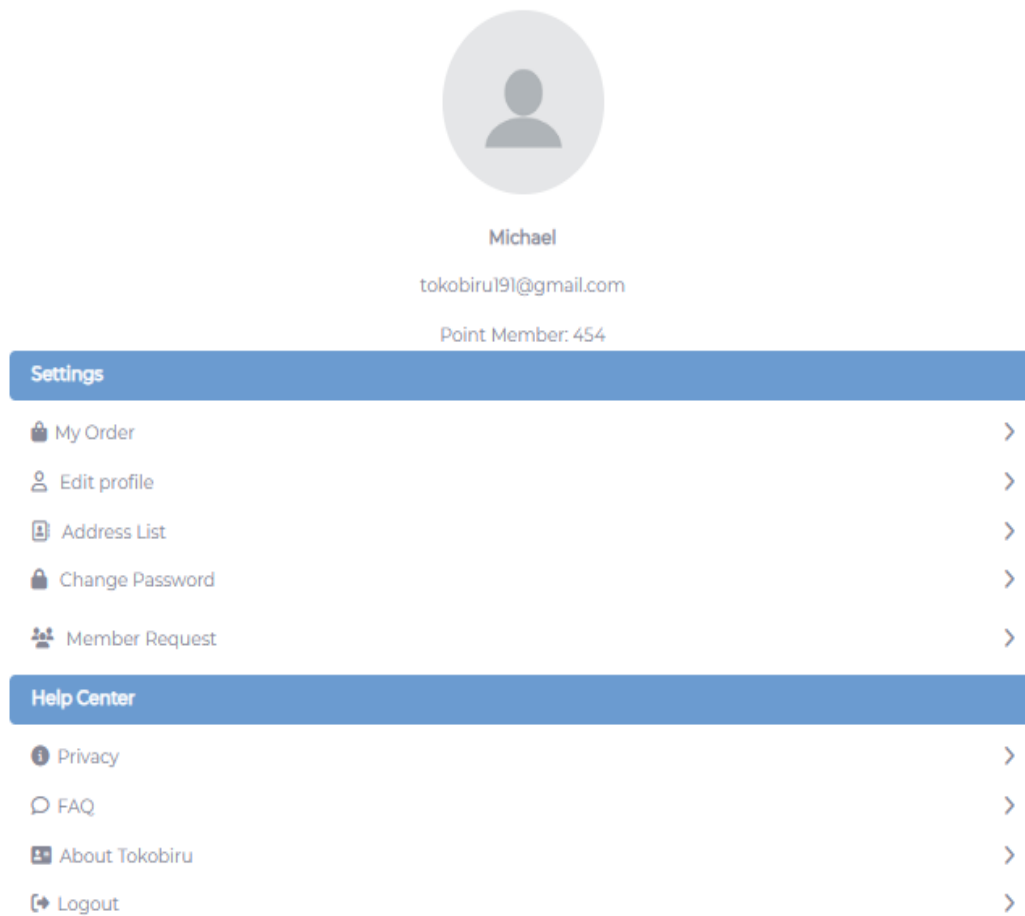 Michael
tokobiru191@gmail.com
Point Member: 454
Settings
My Order
Edit profile
Address List
Change Password
Member Request
Help Center
Privacy
FAQ
About Tokobiru
Logout